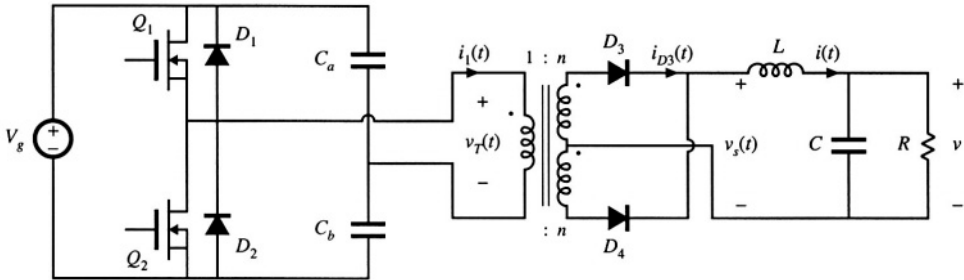 Q1
D1
Ca
i1(t)
1 : n
D3
iD3(t)
L
i(t)
Vg
+
−
+
vT(t)
−
+
vs(t)
−
C
R
+
v
−
Q2
D2
Cb
: n
D4